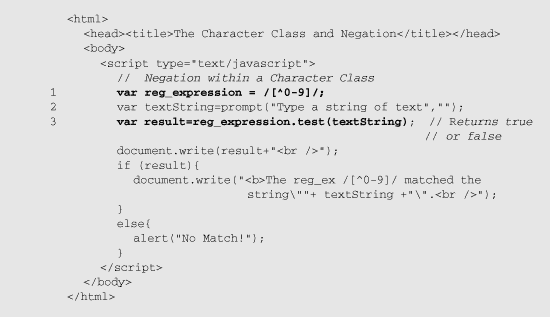 <html>
<head><title>The Character Class and Negation</title></head>
<body>
<script type="text/javascript">
// Negation within a Character Class
1 var reg_expression = /[^0-9]/;
2 var textString=prompt("Type a string of text","");
3 var result=reg_expression.test(textString); // Returns true
// or false
document.write(result+"<br />");
if (result){
document.write("<b>The reg_ex /[^0-9]/ matched the
string\""+ textString +"\".<br />");
}
else{
alert("No Match!");
}
</script>
</body>
</html>